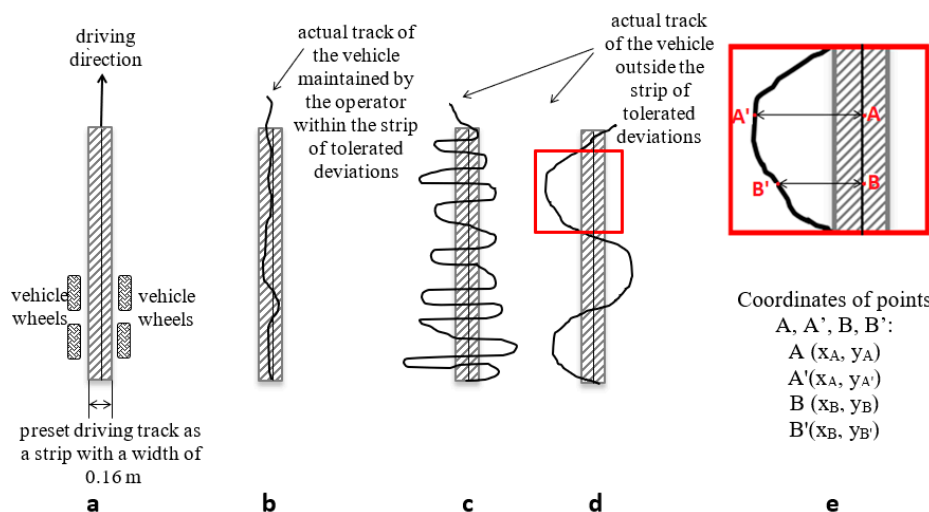 driving
direction
vehicle
wheels
vehicle
wheels
preset driving track as
a strip with a width of
0.16 m
a
actual track of
the vehicle
maintained by
the operator
within the strip
of tolerated
deviations
b
actual track
of the vehicle
outside the
strip of
tolerated
deviations
c
d
A'
A
B'
B
Coordinates of points
A, A’, B, B’:
A (xA, yA)
A'(xA, yA')
B (xB, yB)
B'(xB, yB')
e